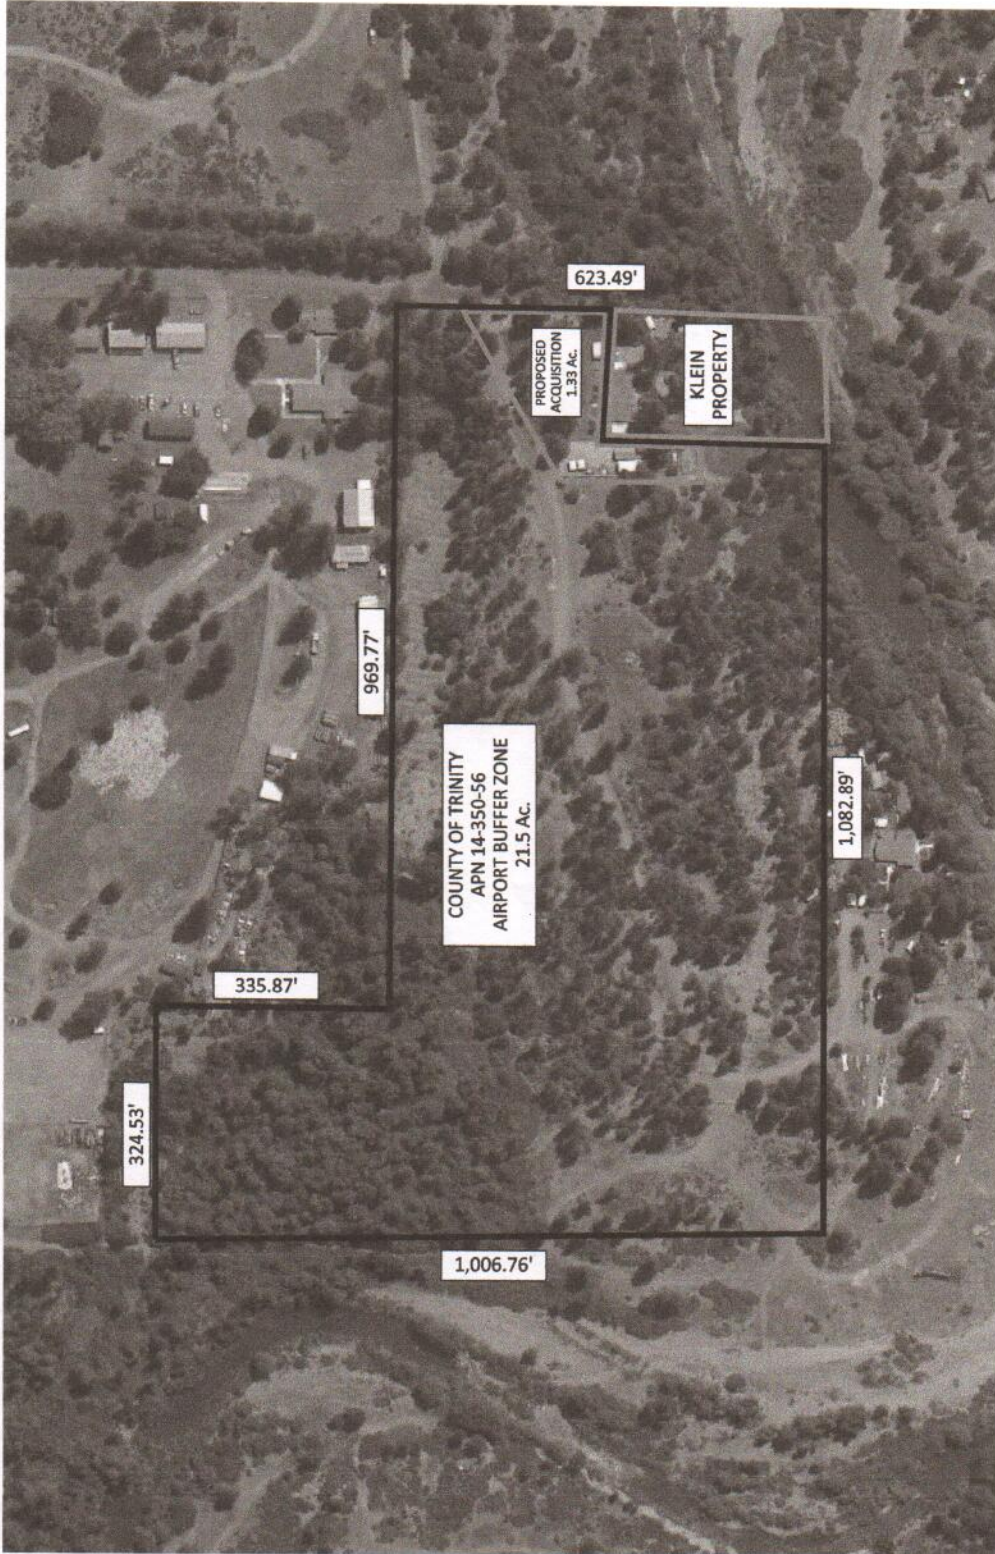 623.49'
PROPOSED
ACQUISITION
1.33 Ac.
KLEIN
PROPERTY
969.77'
COUNTY OF TRINITY
APN 14-350-56
AIRPORT BUFFER ZONE
21.5 Ac.
1,082.89'
335.87'
324.53'
1,006.76'